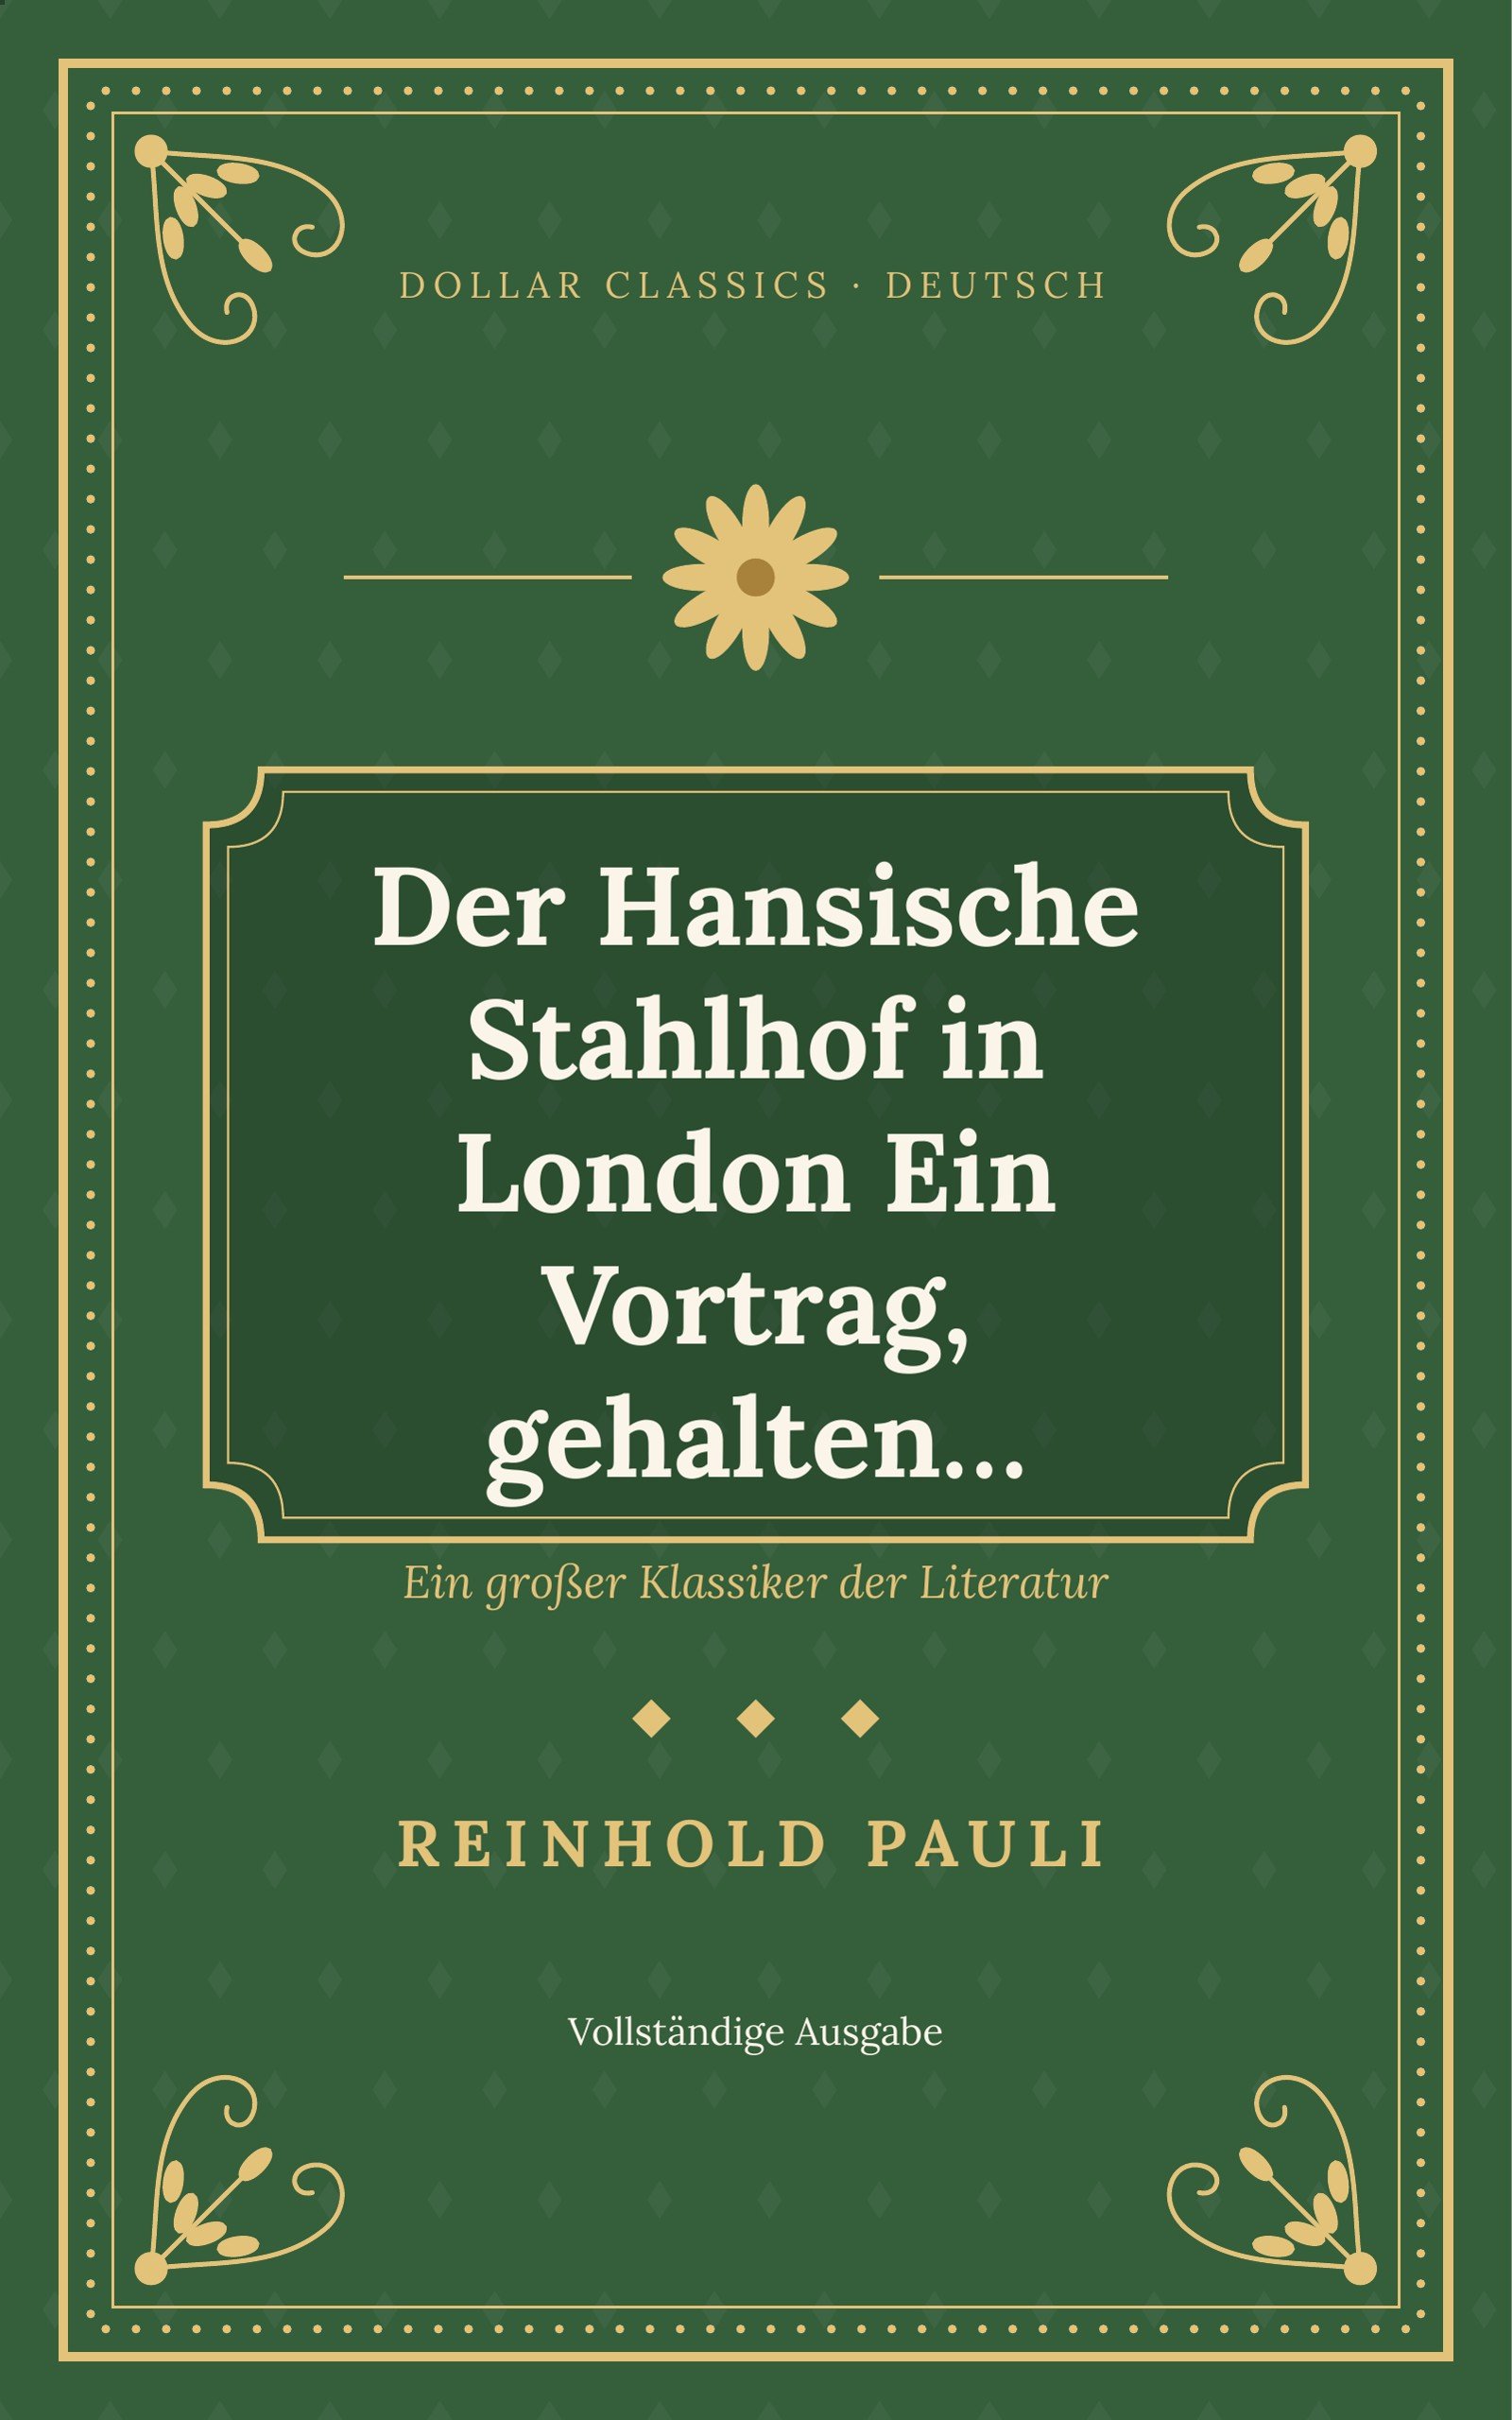 DOLLAR CLASSICS · DEUTSCH
Der Hansische
Stahlhof in
London Ein
Vortrag,
gehalten...
Ein großer Klassiker der Literatur
REINHOLD PAULI
Vollständige Ausgabe